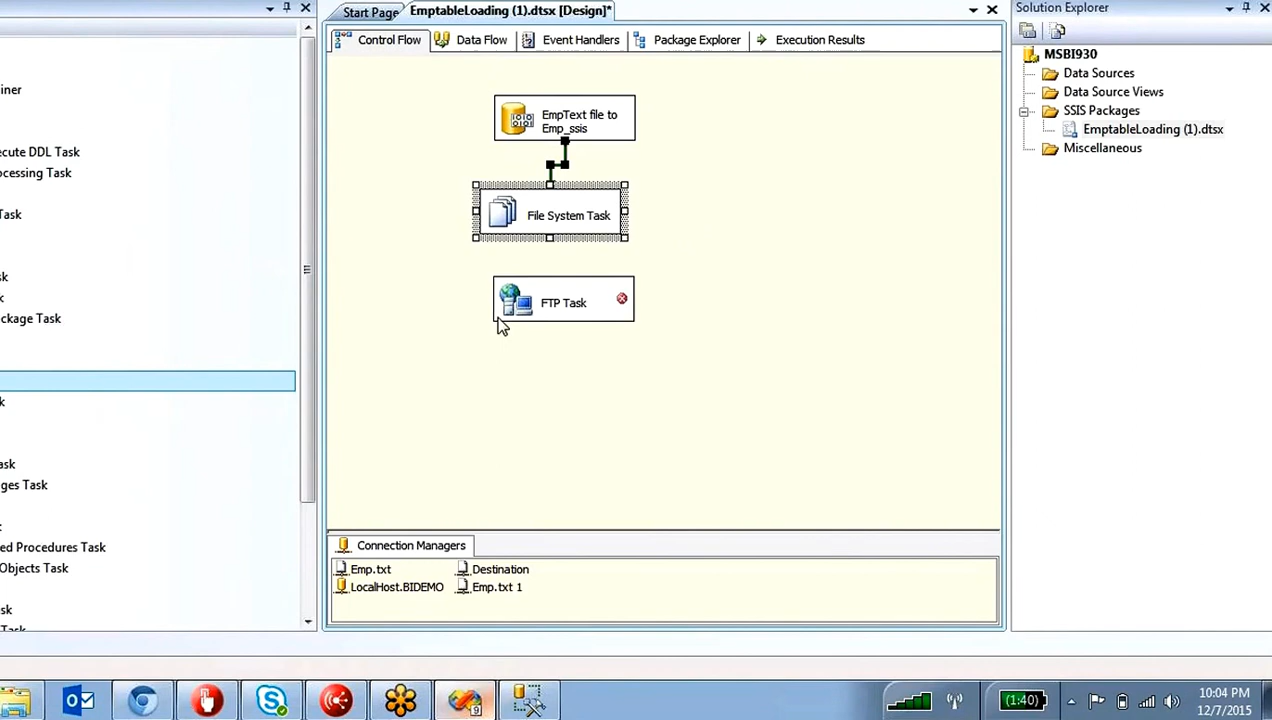 Start Page
EmptableLoading (1).dtsx [Design]*
Solution Explorer
Control Flow
Data Flow
Event Handlers
Package Explorer
Execution Results
MSBI930
Data Sources
Data Source Views
SSIS Packages
EmptableLoading (1).dtsx
Miscellaneous
iner
ecute DDL Task
ocessing Task
Task
ckage Task
ask
ges Task
ed Procedures Task
Objects Task
sk
EmpText file to
Emp_ssis
File System Task
FTP Task
Connection Managers
Emp.txt
Destination
LocalHost.BIDEMO
Emp.txt 1
9
(1:40)
10:04 PM
12/7/2015